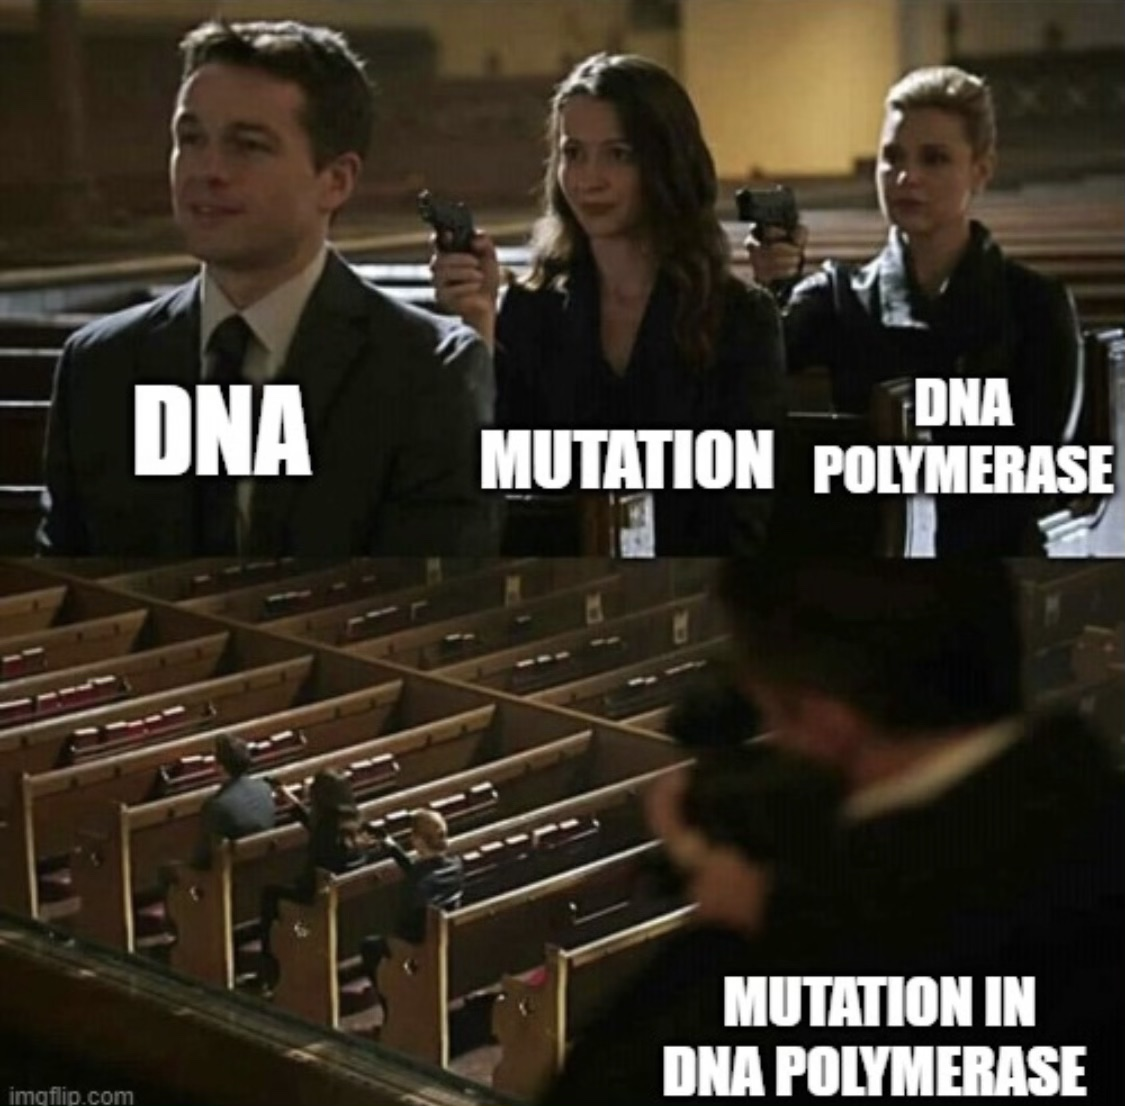 DNA
MUTATION
DNA
POLYMERASE
MUTATION IN
DNA POLYMERASE
imgflip.com